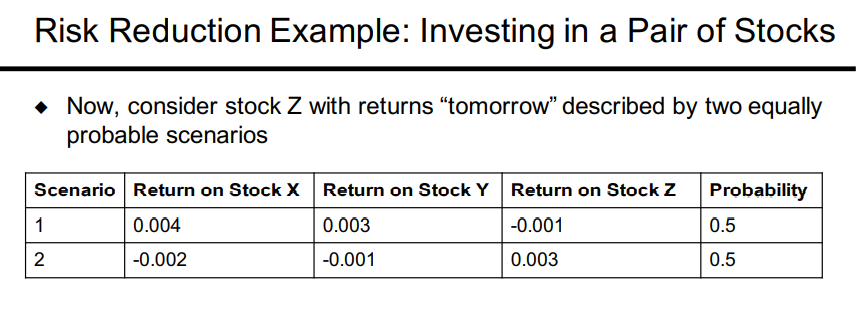 Risk Reduction Example: Investing in a Pair of Stocks
◆ Now, consider stock Z with returns “tomorrow” described by two equally
probable scenarios
Scenario Return on Stock X Return on Stock Y Return on Stock Z Probability
1 0.004 0.003 -0.001 0.5
2 -0.002 -0.001 0.003 0.5